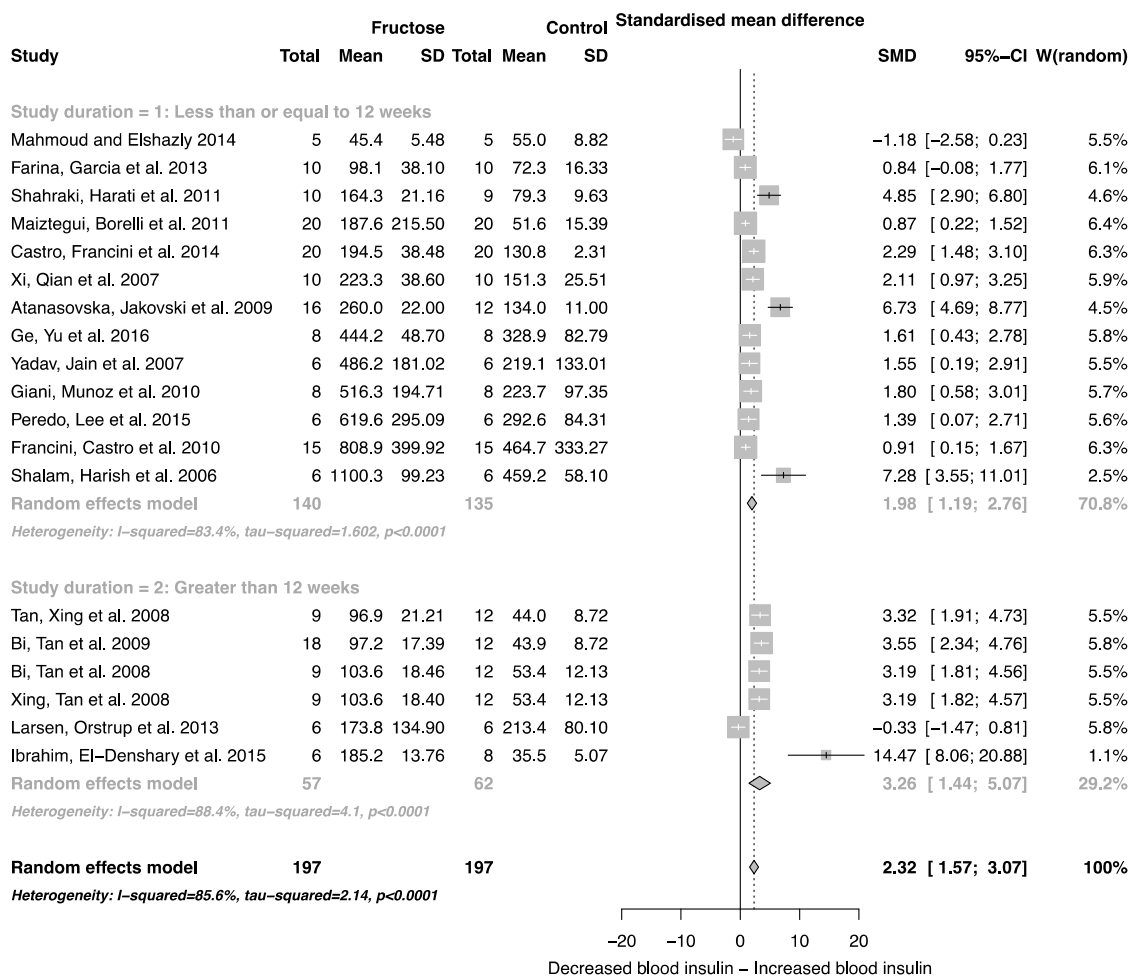 Fructose Control Standardised mean difference
Study Total Mean SD Total Mean SD SMD 95%−CI W(random)
Study duration = 1: Less than or equal to 12 weeks
Mahmoud and Elshazly 2014 5 45.4 5.48 5 55.0 8.82 −1.18 [−2.58; 0.23] 5.5%
Farina, Garcia et al. 2013 10 98.1 38.10 10 72.3 16.33 0.84 [−0.08; 1.77] 6.1%
Shahraki, Harati et al. 2011 10 164.3 21.16 9 79.3 9.63 4.85 [ 2.90; 6.80] 4.6%
Maiztegui, Borelli et al. 2011 20 187.6 215.50 20 51.6 15.39 0.87 [ 0.22; 1.52] 6.4%
Castro, Francini et al. 2014 20 194.5 38.48 20 130.8 2.31 2.29 [ 1.48; 3.10] 6.3%
Xi, Qian et al. 2007 10 223.3 38.60 10 151.3 25.51 2.11 [ 0.97; 3.25] 5.9%
Atanasovska, Jakovski et al. 2009 16 260.0 22.00 12 134.0 11.00 6.73 [ 4.69; 8.77] 4.5%
Ge, Yu et al. 2016 8 444.2 48.70 8 328.9 82.79 1.61 [ 0.43; 2.78] 5.8%
Yadav, Jain et al. 2007 6 486.2 181.02 6 219.1 133.01 1.55 [ 0.19; 2.91] 5.5%
Giani, Munoz et al. 2010 8 516.3 194.71 8 223.7 97.35 1.80 [ 0.58; 3.01] 5.7%
Peredo, Lee et al. 2015 6 619.6 295.09 6 292.6 84.31 1.39 [ 0.07; 2.71] 5.6%
Francini, Castro et al. 2010 15 808.9 399.92 15 464.7 333.27 0.91 [ 0.15; 1.67] 6.3%
Shalam, Harish et al. 2006 6 1100.3 99.23 6 459.2 58.10 7.28 [ 3.55; 11.01] 2.5%
Random effects model 140 135 1.98 [ 1.19; 2.76] 70.8%
Heterogeneity: I−squared=83.4%, tau−squared=1.602, p<0.0001
Study duration = 2: Greater than 12 weeks
Tan, Xing et al. 2008 9 96.9 21.21 12 44.0 8.72 3.32 [ 1.91; 4.73] 5.5%
Bi, Tan et al. 2009 18 97.2 17.39 12 43.9 8.72 3.55 [ 2.34; 4.76] 5.8%
Bi, Tan et al. 2008 9 103.6 18.46 12 53.4 12.13 3.19 [ 1.81; 4.56] 5.5%
Xing, Tan et al. 2008 9 103.6 18.40 12 53.4 12.13 3.19 [ 1.82; 4.57] 5.5%
Larsen, Orstrup et al. 2013 6 173.8 134.90 6 213.4 80.10 −0.33 [−1.47; 0.81] 5.8%
Ibrahim, El−Denshary et al. 2015 6 185.2 13.76 8 35.5 5.07 14.47 [ 8.06; 20.88] 1.1%
Random effects model 57 62 3.26 [ 1.44; 5.07] 29.2%
Heterogeneity: I−squared=88.4%, tau−squared=4.1, p<0.0001
Random effects model 197 197 2.32 [ 1.57; 3.07] 100%
Heterogeneity: I−squared=85.6%, tau−squared=2.14, p<0.0001
−20 −10 0 10 20
Decreased blood insulin − Increased blood insulin